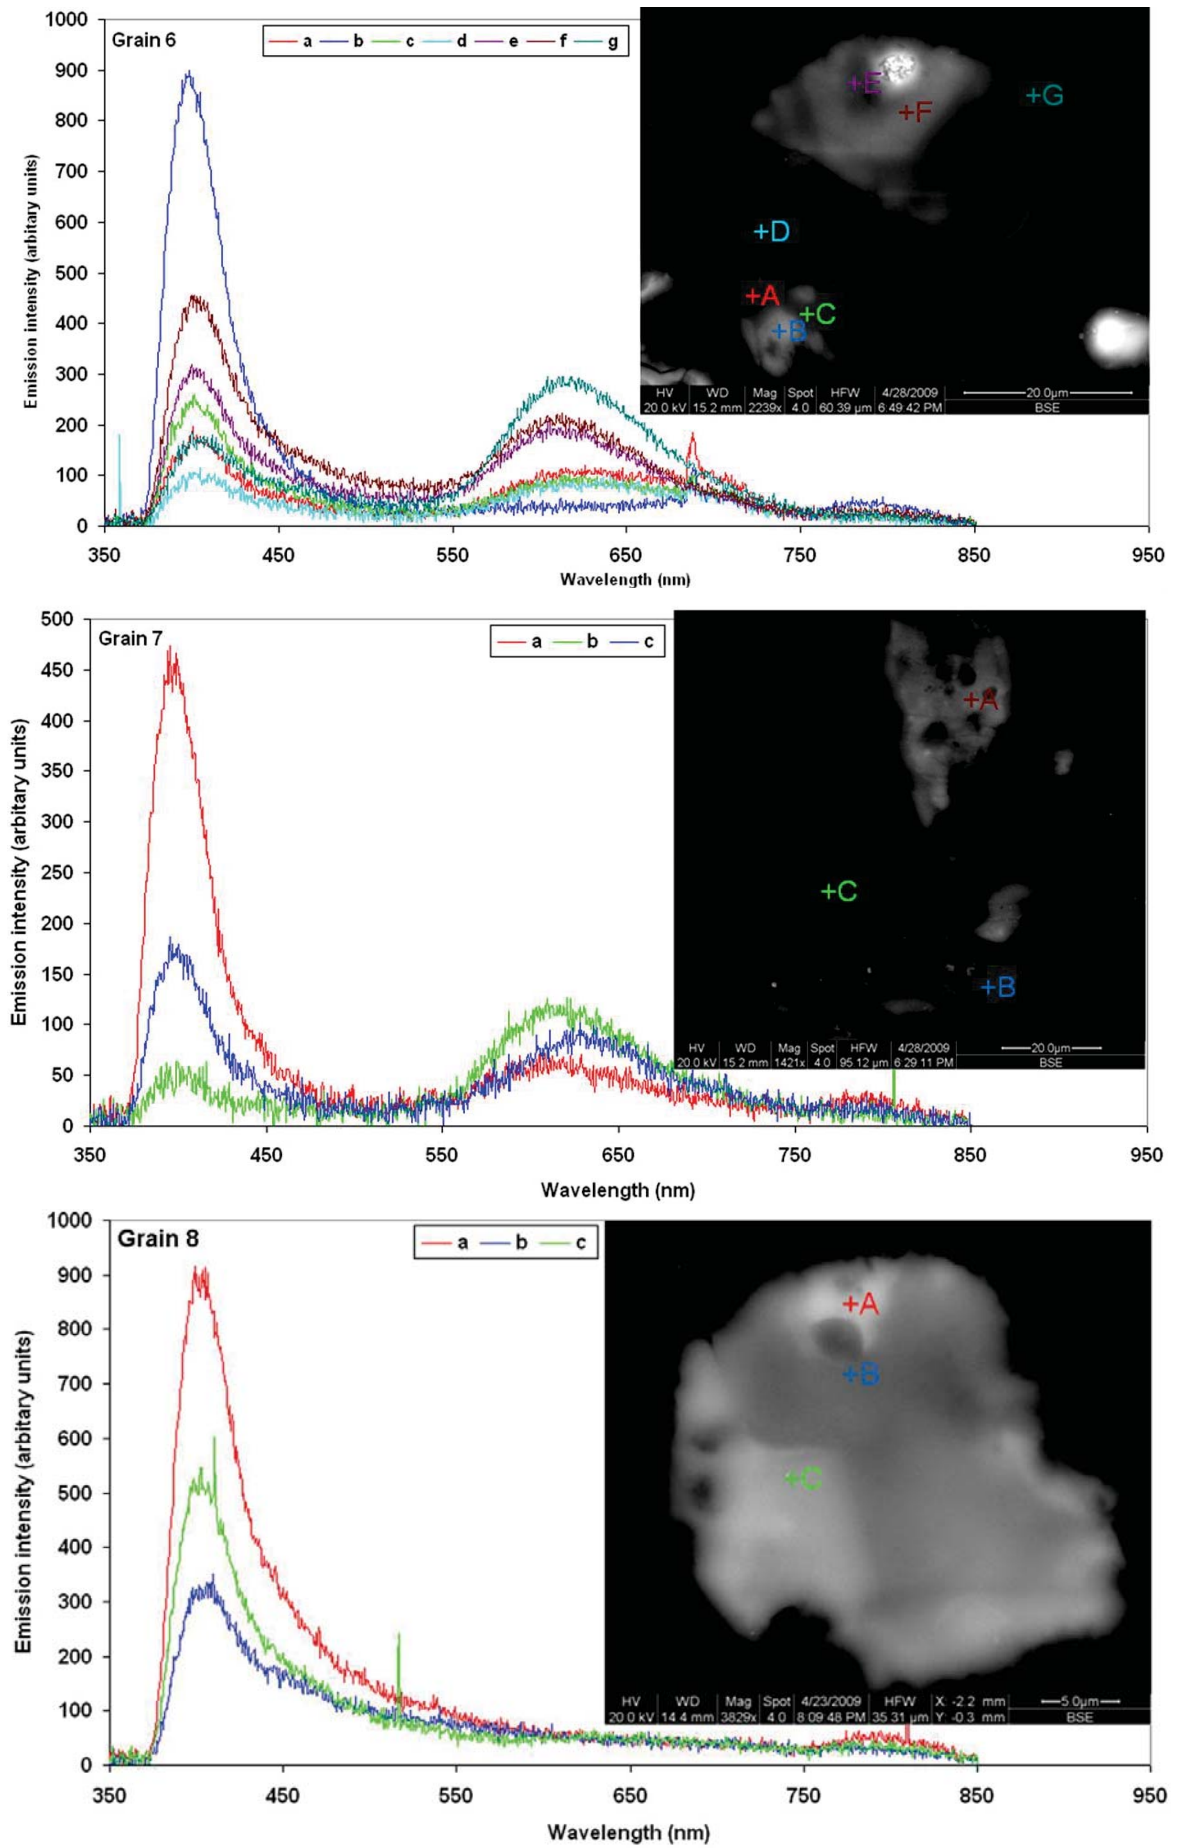 Grain 6
a b c d e f g
Emission intensity (arbitary units)
1000
900
800
700
600
500
400
300
200
100
0
350 450 550 650 750 850 950
Wavelength (nm)
+E
+F
+G
+D
+A
+C
+B
HV WD Mag Spot HFW 4/28/2009 20.0µm
20.0 kV 15.2 mm 2239x 4.0 60.39 µm 6:49:42 PM BSE
Grain 7
a b c
Emission intensity (arbitary units)
500
450
400
350
300
250
200
150
100
50
0
350 450 550 650 750 850 950
Wavelength (nm)
+A
+C
+B
HV WD Mag Spot HFW 4/28/2009 20.0µm
20.0 kV 15.2 mm 1421x 4.0 95.12 µm 6:29:11 PM BSE
Grain 8
a b c
Emission intensity (arbitary units)
1000
900
800
700
600
500
400
300
200
100
0
350 450 550 650 750 850 950
Wavelength (nm)
+A
+B
+C
HV WD Mag Spot 4/23/2009 HFW X: -2.2 mm 5.0µm
20.0 kV 14.4 mm 3829x 4.0 8:09:48 PM 35.31 µm Y: -0.3 mm BSE